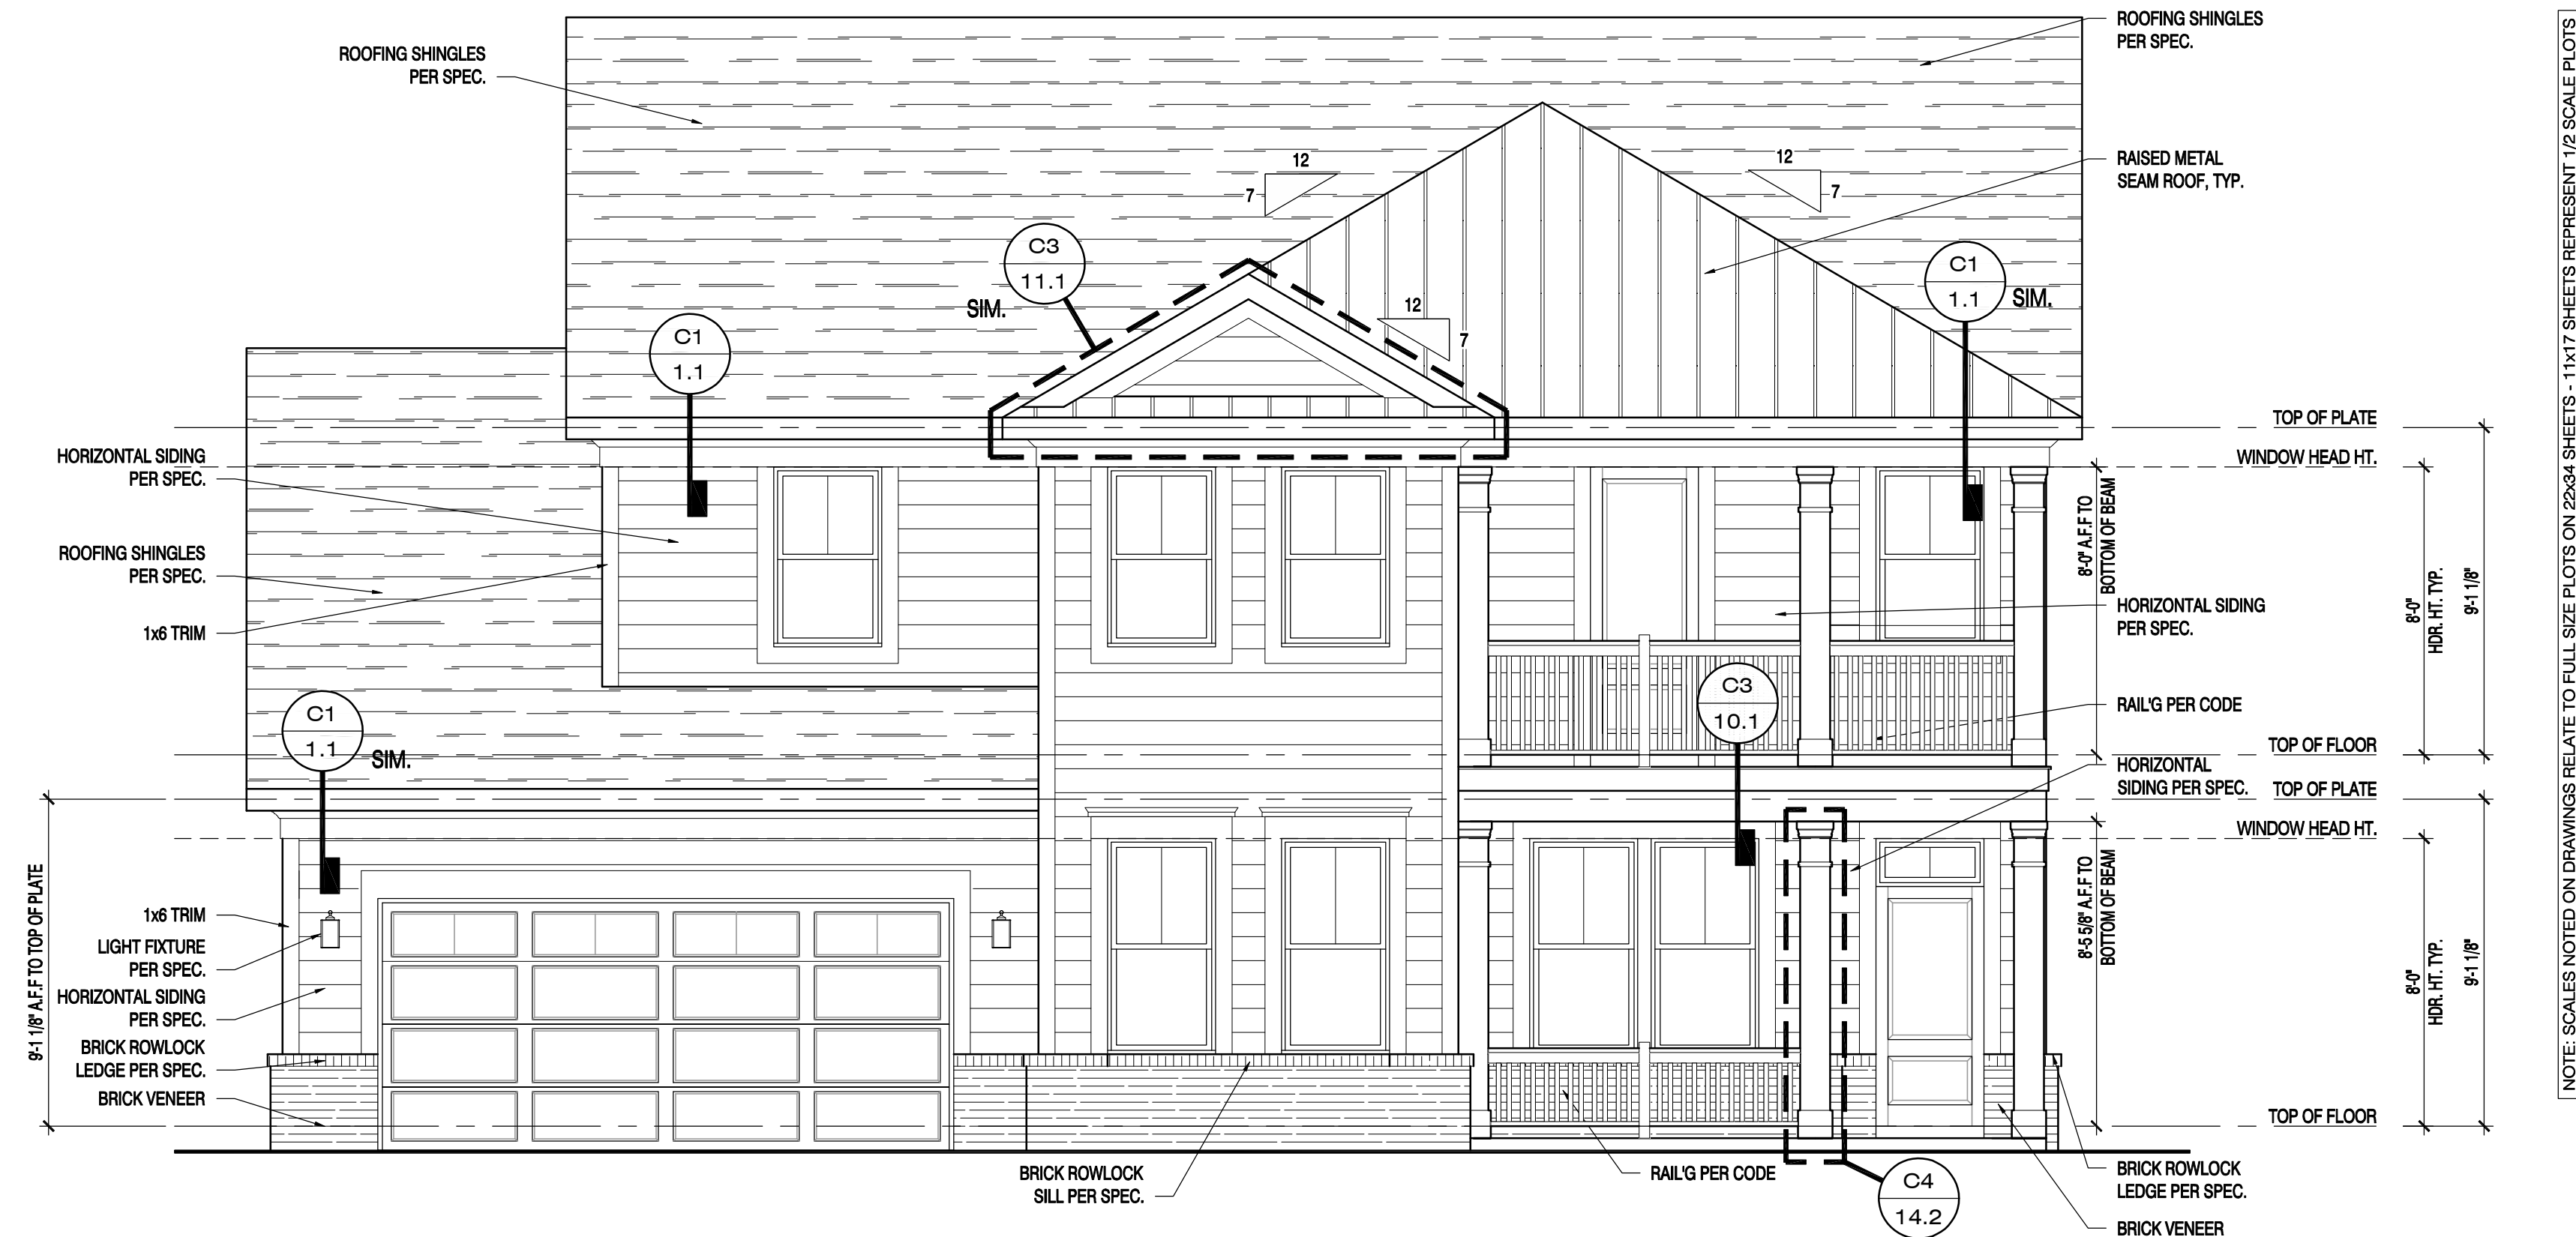 ROOFING SHINGLES
PER SPEC.
ROOFING SHINGLES
PER SPEC.
12
7
12
7
RAISED METAL
SEAM ROOF, TYP.
C3
11.1
SIM.
C1
1.1
SIM.
12
7
C1
1.1
TOP OF PLATE
WINDOW HEAD HT.
HORIZONTAL SIDING
PER SPEC.
ROOFING SHINGLES
PER SPEC.
1x6 TRIM
8'-0" A.F.F TO
BOTTOM OF BEAM
8'-0"
HDR. HT. TYP.
9'-1 1/8"
HORIZONTAL SIDING
PER SPEC.
C3
10.1
RAIL'G PER CODE
C1
1.1
SIM.
TOP OF FLOOR
HORIZONTAL
SIDING PER SPEC.
TOP OF PLATE
WINDOW HEAD HT.
9'-1 1/8" A.F.F TO TOP OF PLATE
1x6 TRIM
LIGHT FIXTURE
PER SPEC.
HORIZONTAL SIDING
PER SPEC.
BRICK ROWLOCK
LEDGE PER SPEC.
BRICK VENEER
8'-5 5/8" A.F.F TO
BOTTOM OF BEAM
8'-0"
HDR. HT. TYP.
9'-1 1/8"
TOP OF FLOOR
BRICK ROWLOCK
SILL PER SPEC.
RAIL'G PER CODE
C4
14.2
BRICK ROWLOCK
LEDGE PER SPEC.
BRICK VENEER
NOTE: SCALES NOTED ON DRAWINGS RELATE TO FULL SIZE PLOTS ON 22x34 SHEETS - 11x17 SHEETS REPRESENT 1/2 SCALE PLOTS